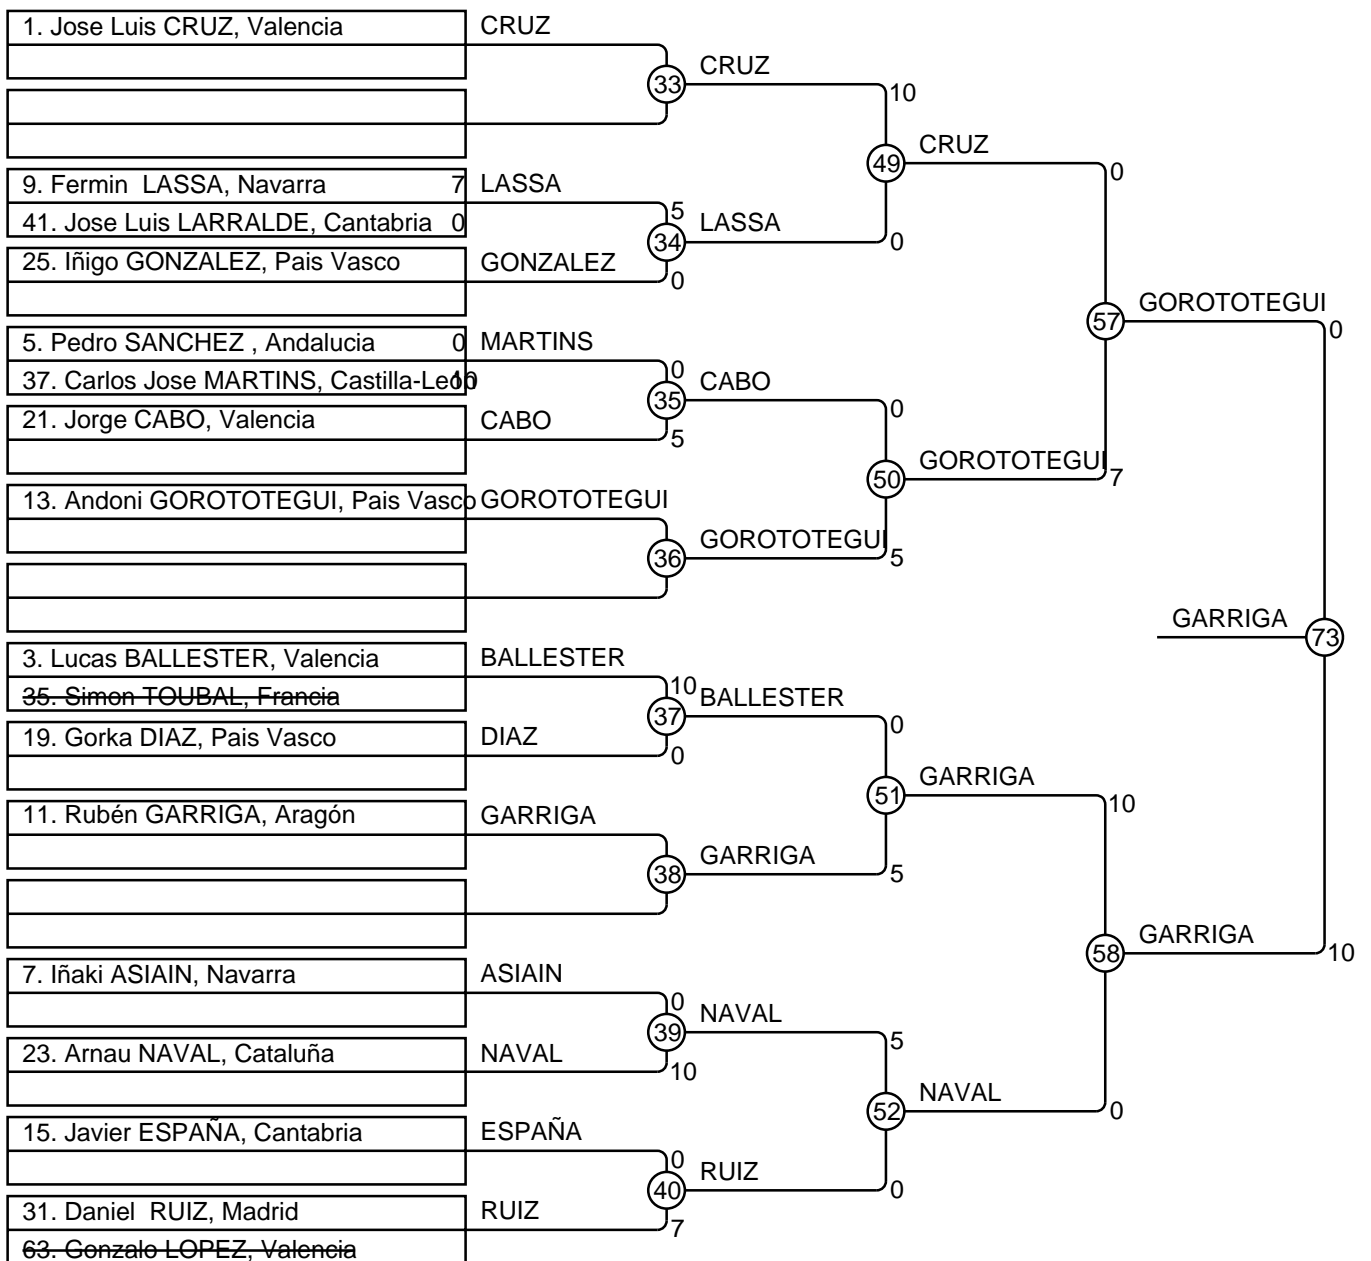 1. Jose Luis CRUZ, Valencia
CRUZ
33
CRUZ
10
49
CRUZ
0
9. Fermin  LASSA, Navarra 7
LASSA
5
41. Jose Luis LARRALDE, Cantabria 0
34
LASSA
0
25. Iñigo GONZALEZ, Pais Vasco
GONZALEZ
0
57
GOROTOTEGUI
0
5. Pedro SANCHEZ , Andalucia 0
MARTINS
0
37. Carlos Jose MARTINS, Castilla-León 10
35
CABO
0
21. Jorge CABO, Valencia
CABO
5
50
GOROTOTEGUI
7
13. Andoni GOROTOTEGUI, Pais Vasco
GOROTOTEGUI
36
GOROTOTEGUI
5
GARRIGA
73
3. Lucas BALLESTER, Valencia
BALLESTER
10
35. Simon TOUBAL, Francia
37
BALLESTER
0
19. Gorka DIAZ, Pais Vasco
DIAZ
0
51
GARRIGA
10
11. Rubén GARRIGA, Aragón
GARRIGA
38
GARRIGA
5
58
GARRIGA
10
7. Iñaki ASIAIN, Navarra
ASIAIN
0
39
NAVAL
5
23. Arnau NAVAL, Cataluña
NAVAL
10
52
NAVAL
0
15. Javier ESPAÑA, Cantabria
ESPAÑA
0
40
RUIZ
0
31. Daniel  RUIZ, Madrid
RUIZ
7
63. Gonzalo LOPEZ, Valencia